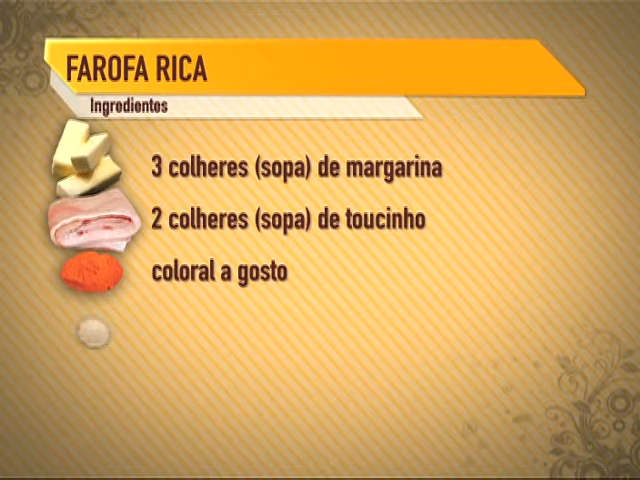 FAROFA RICA
Ingredientes
3 colheres (sopa) de margarina
2 colheres (sopa) de toucinho
coloral a gosto